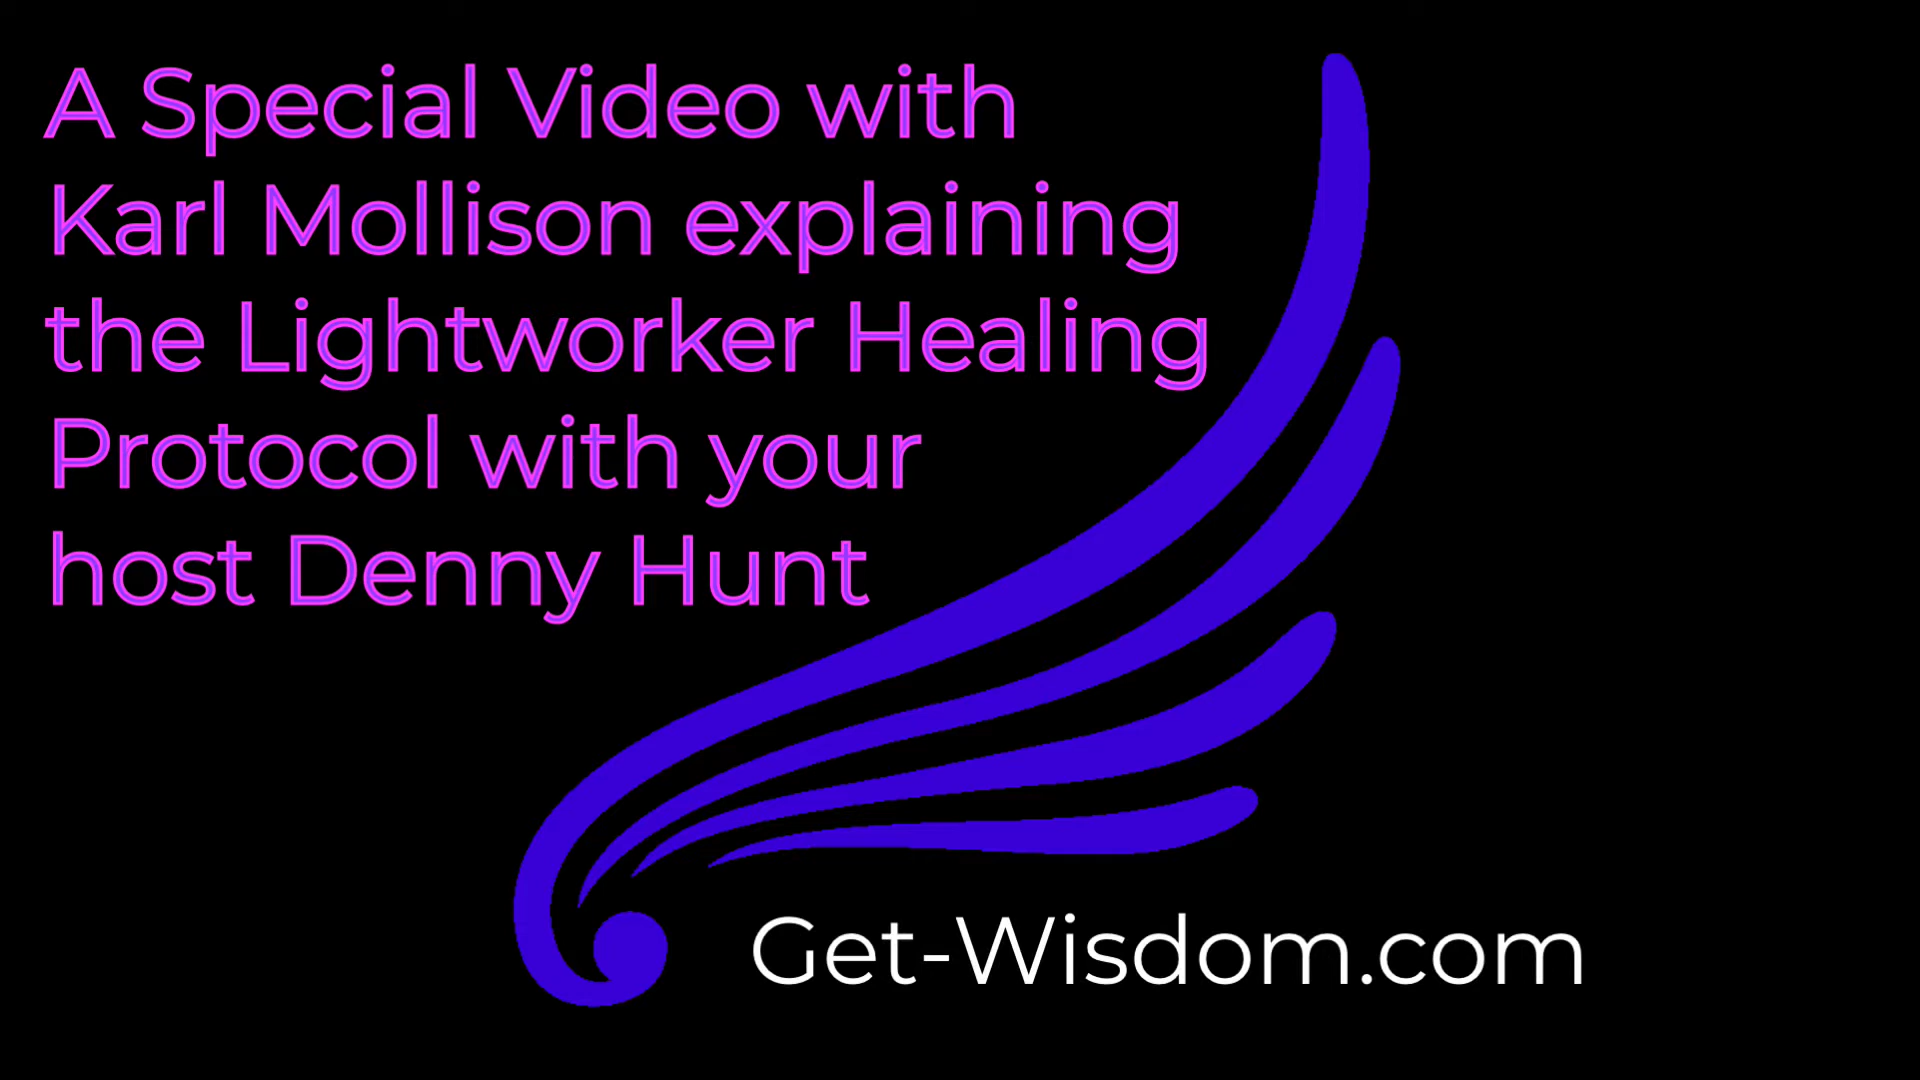 A Special Video with
Karl Mollison explaining
the Lightworker Healing
Protocol with your
host Denny Hunt
Get-Wisdom.com